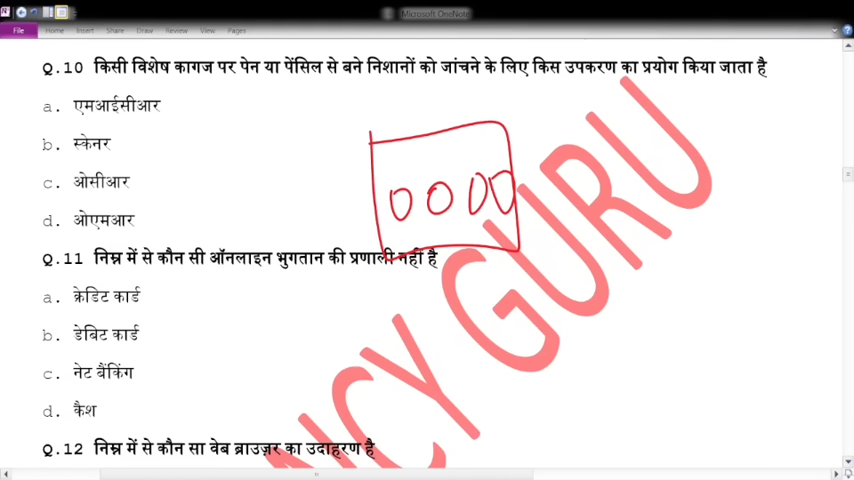 Microsoft OneNote
File Home Insert Share Draw Review View Pages
Q.10 किसी विशेष कागज पर पेन या पेंसिल से बने निशानों को जांचने के लिए किस उपकरण का प्रयोग किया जाता है
a. एमआईसीआर
b. स्केनर
c. ओसीआर
d. ओएमआर
Q.11 निम्न में से कौन सी ऑनलाइन भुगतान की प्रणाली नहीं है
a. क्रेडिट कार्ड
b. डेबिट कार्ड
c. नेट बैंकिंग
d. कैश
Q.12 निम्न में से कौन सा वेब ब्राउज़र का उदाहरण है
NCY GURU